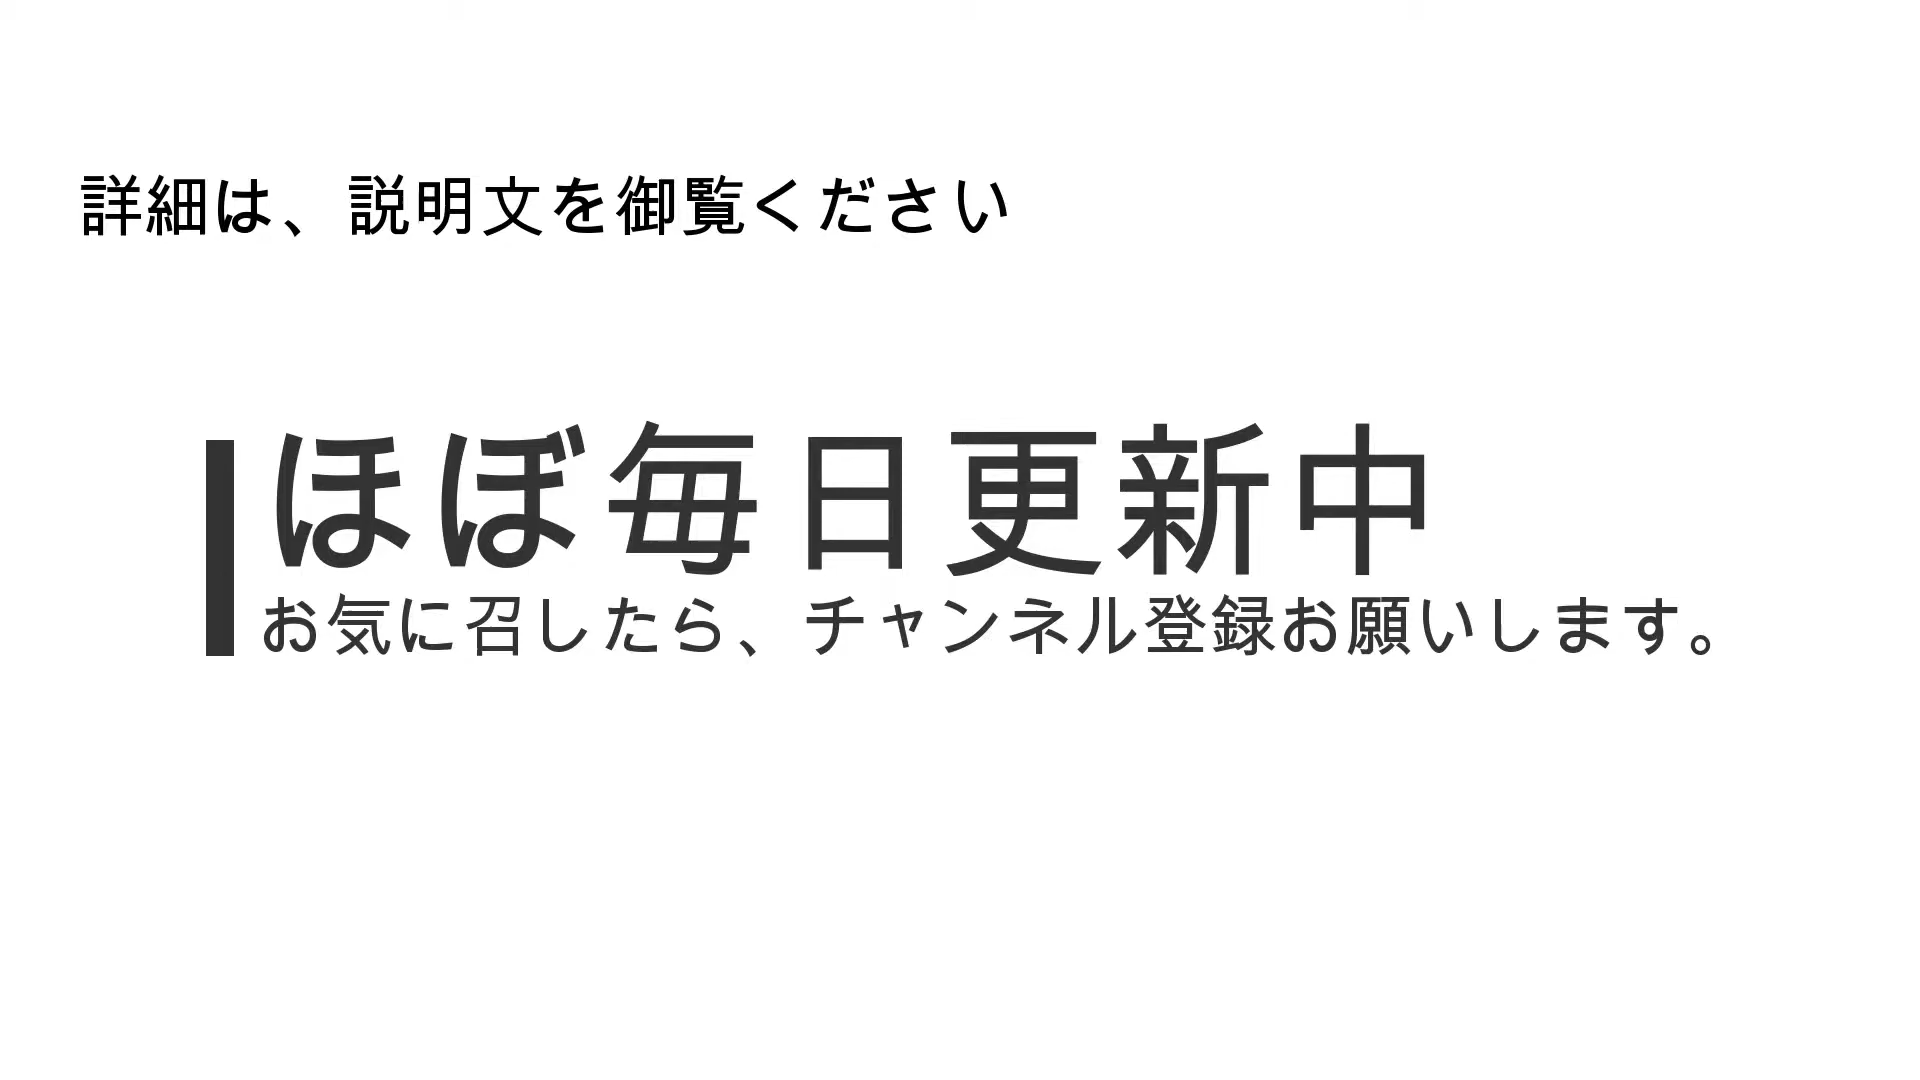 詳細は、説明文を御覧ください
ほぼ毎日更新中
お気に召したら、チャンネル登録お願いします。